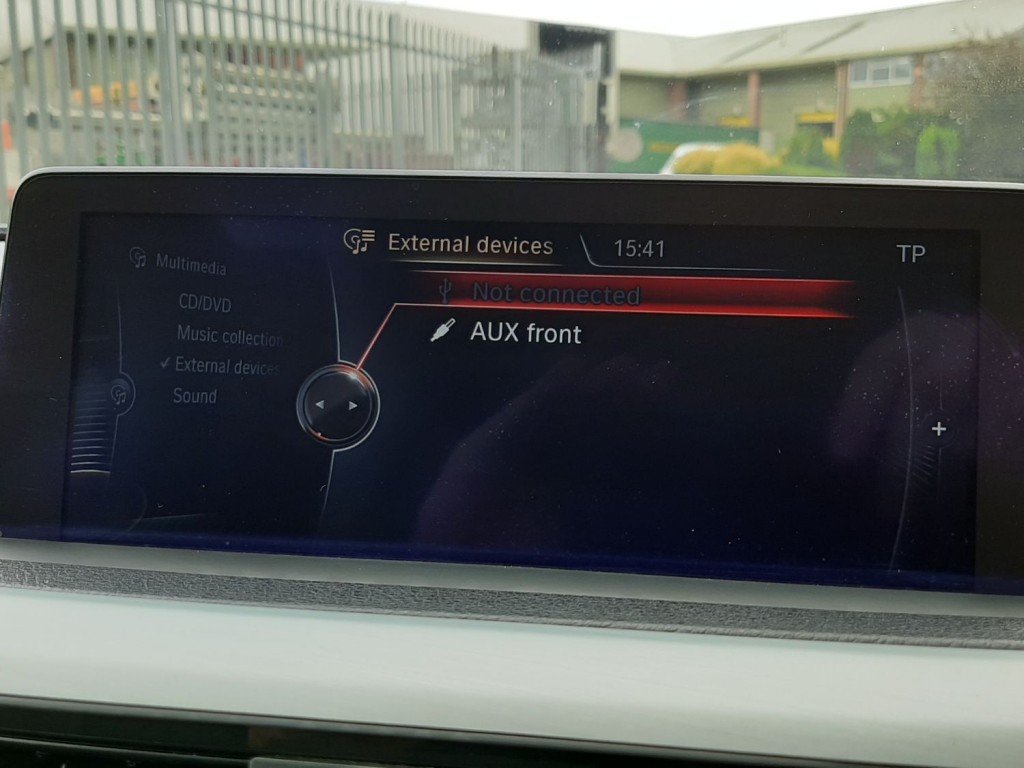 External devices
15:41
TP
Multimedia
CD/DVD
Music collection
External devices
Sound
Not connected
AUX front